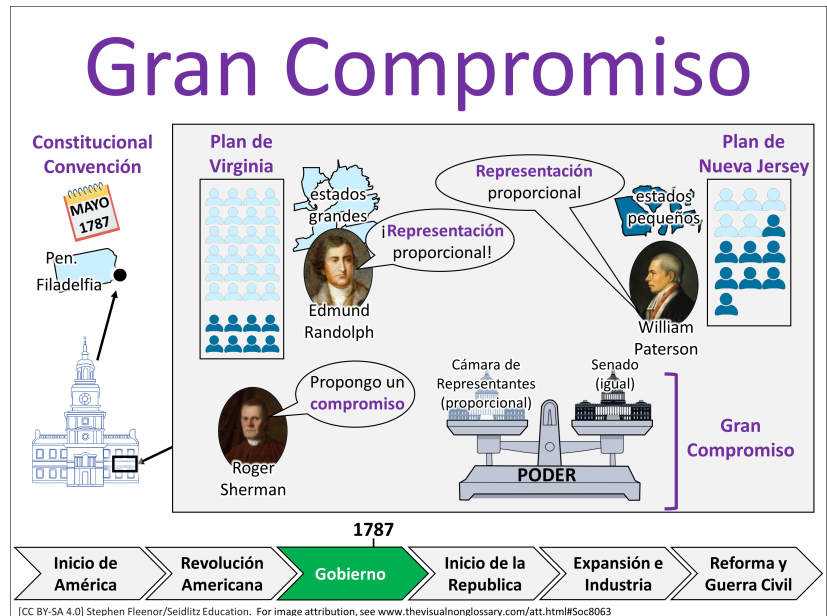 Gran Compromiso
Constitucional
Convención
MAYO
1787
Pen.
Filadelfia
Plan de
Virginia
estados
grandes
¡Representación
proporcional!
Edmund
Randolph
Representación
proporcional
estados
pequeños
William
Paterson
Plan de
Nueva Jersey
Propongo un
compromiso
Roger
Sherman
Cámara de
Representantes
(proporcional)
Senado
(igual)
PODER
Gran
Compromiso
1787
Inicio de
América
Revolución
Americana
Gobierno
Inicio de la
Republica
Expansión e
Industria
Reforma y
Guerra Civil
[CC BY-SA 4.0] Stephen Fleenor/Seidlitz Education. For image attribution, see www.thevisualnonglossary.com/att.html#Soc8063